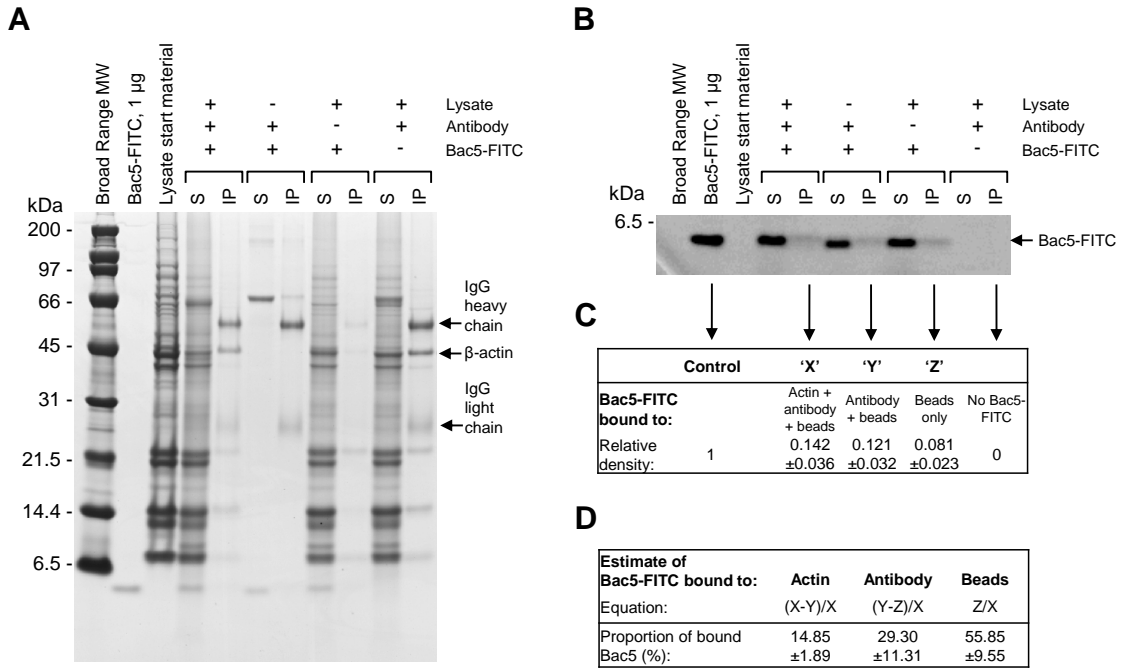 A
Broad Range MW
Bac5-FITC, 1 µg
Lysate start material
+ - + + Lysate
+ + - + Antibody
+ + + - Bac5-FITC
S IP S IP S IP S IP
kDa
200 -
97 -
66 -
45 -
31 -
21.5 -
14.4 -
6.5 -
IgG
heavy
chain
β-actin
IgG
light
chain
B
Broad Range MW
Bac5-FITC, 1 µg
Lysate start material
+ - + + Lysate
+ + - + Antibody
+ + + - Bac5-FITC
S IP S IP S IP S IP
kDa
6.5 -
Bac5-FITC
C
Control 'X' 'Y' 'Z'
Bac5-FITC
bound to:
Actin +
antibody
+ beads
Antibody
+ beads
Beads
only
No Bac5-
FITC
Relative
density:
1
0.142
±0.036
0.121
±0.032
0.081
±0.023
0
D
Estimate of
Bac5-FITC bound to: Actin Antibody Beads
Equation: (X-Y)/X (Y-Z)/X Z/X
Proportion of bound 14.85 29.30 55.85
Bac5 (%): ±1.89 ±11.31 ±9.55